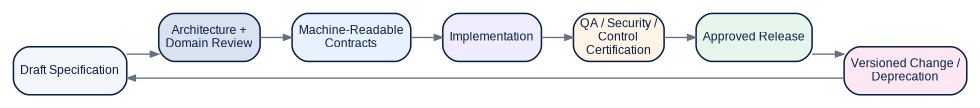 Draft Specification
Architecture +
Domain Review
Machine-Readable
Contracts
Implementation
QA / Security /
Control
Certification
Approved Release
Versioned Change /
Deprecation